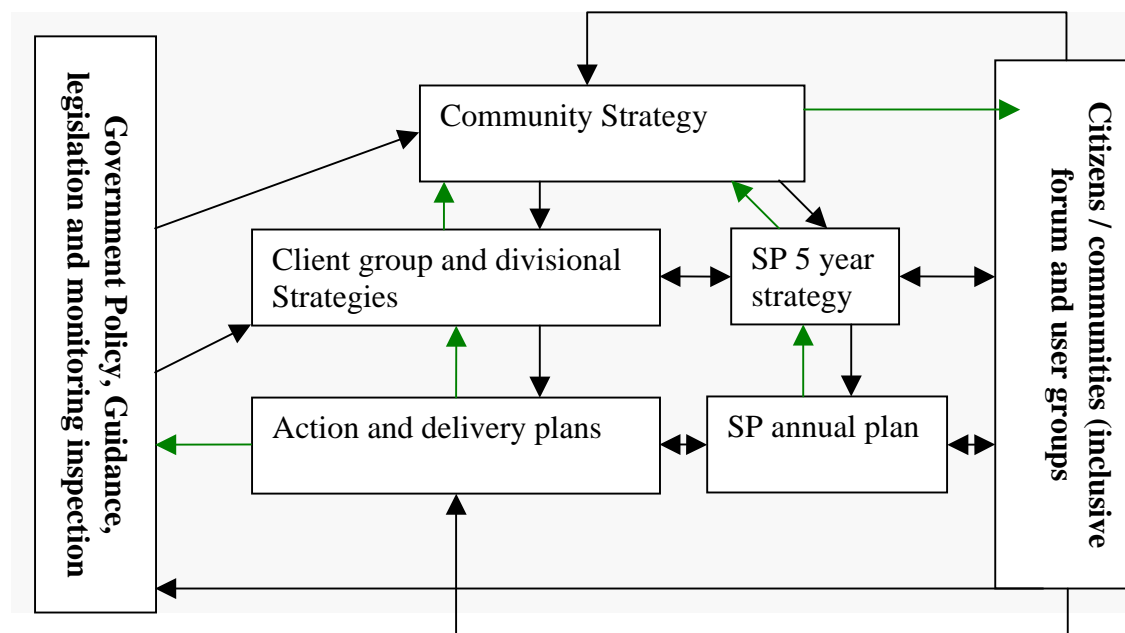 Government Policy, Guidance,
legislation and monitoring inspection
Community Strategy
Client group and divisional
Strategies
SP 5 year
strategy
Action and delivery plans
SP annual plan
Citizens / communities (inclusive
forum and user groups